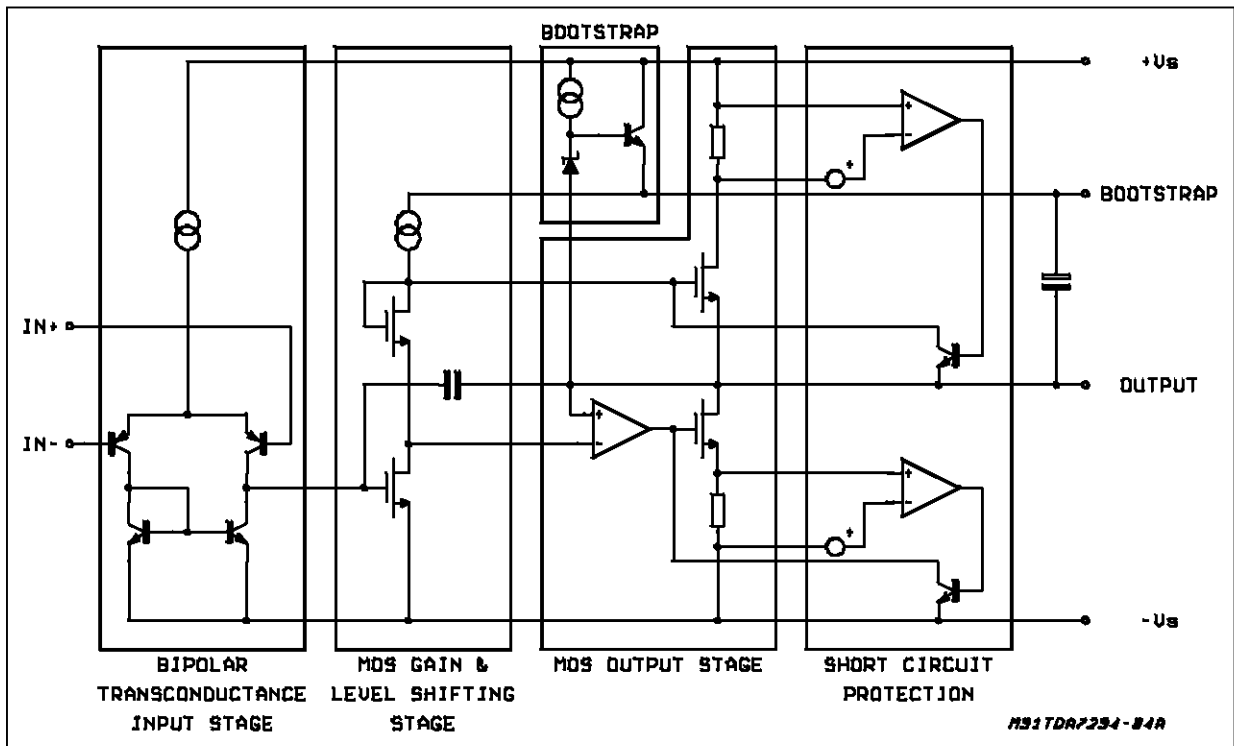 BOOTSTRAP
+Vs
BOOTSTRAP
IN+
OUTPUT
IN-
-Vs
+
-
+
+
-
+
-
+
BIPOLAR
TRANSCONDUCTANCE
INPUT STAGE
MOS GAIN &
LEVEL SHIFTING
STAGE
MOS OUTPUT STAGE
SHORT CIRCUIT
PROTECTION
M91TDA7294-04A